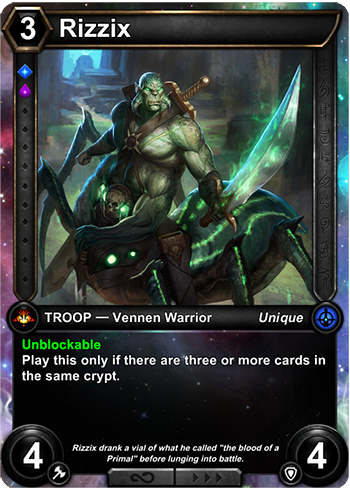 3 Rizzix
TROOP — Vennen Warrior Unique
Unblockable
Play this only if there are three or more cards in
the same crypt.
Rizzix drank a vial of what he called "the blood of a
Primal" before lunging into battle.
4 4